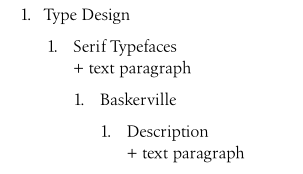 1. Type Design
1. Serif Typefaces
+ text paragraph
1. Baskerville
1. Description
+ text paragraph